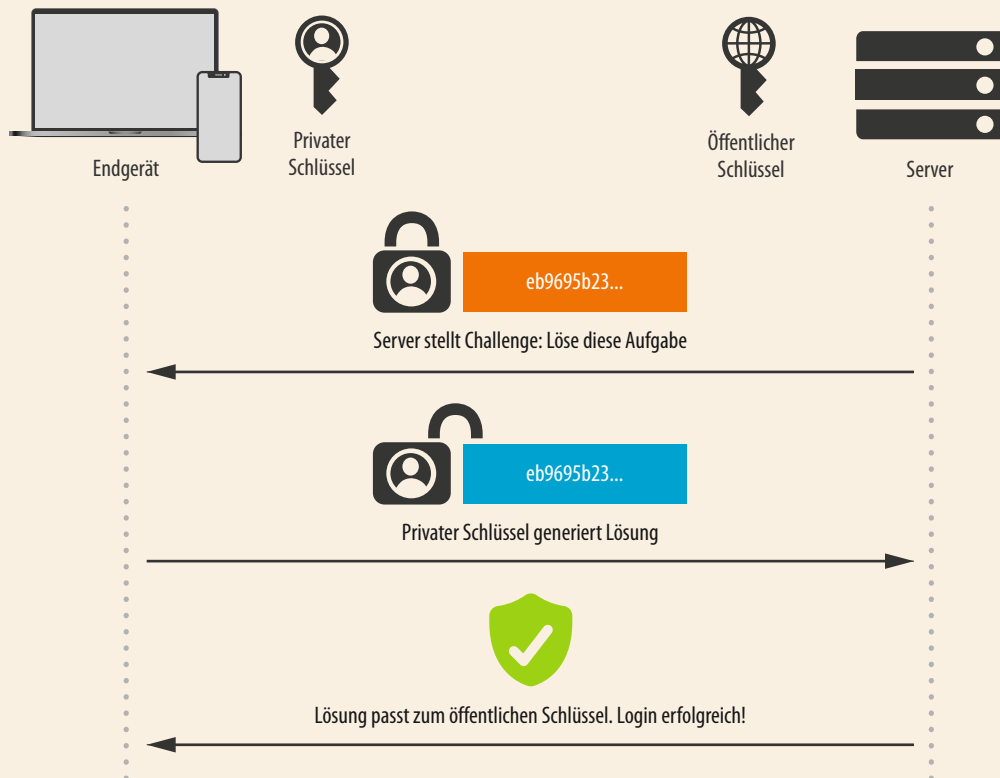 Endgerät
Privater
Schlüssel
Öffentlicher
Schlüssel
Server
eb9695b23...
Server stellt Challenge: Löse diese Aufgabe
eb9695b23...
Privater Schlüssel generiert Lösung
Lösung passt zum öffentlichen Schlüssel. Login erfolgreich!